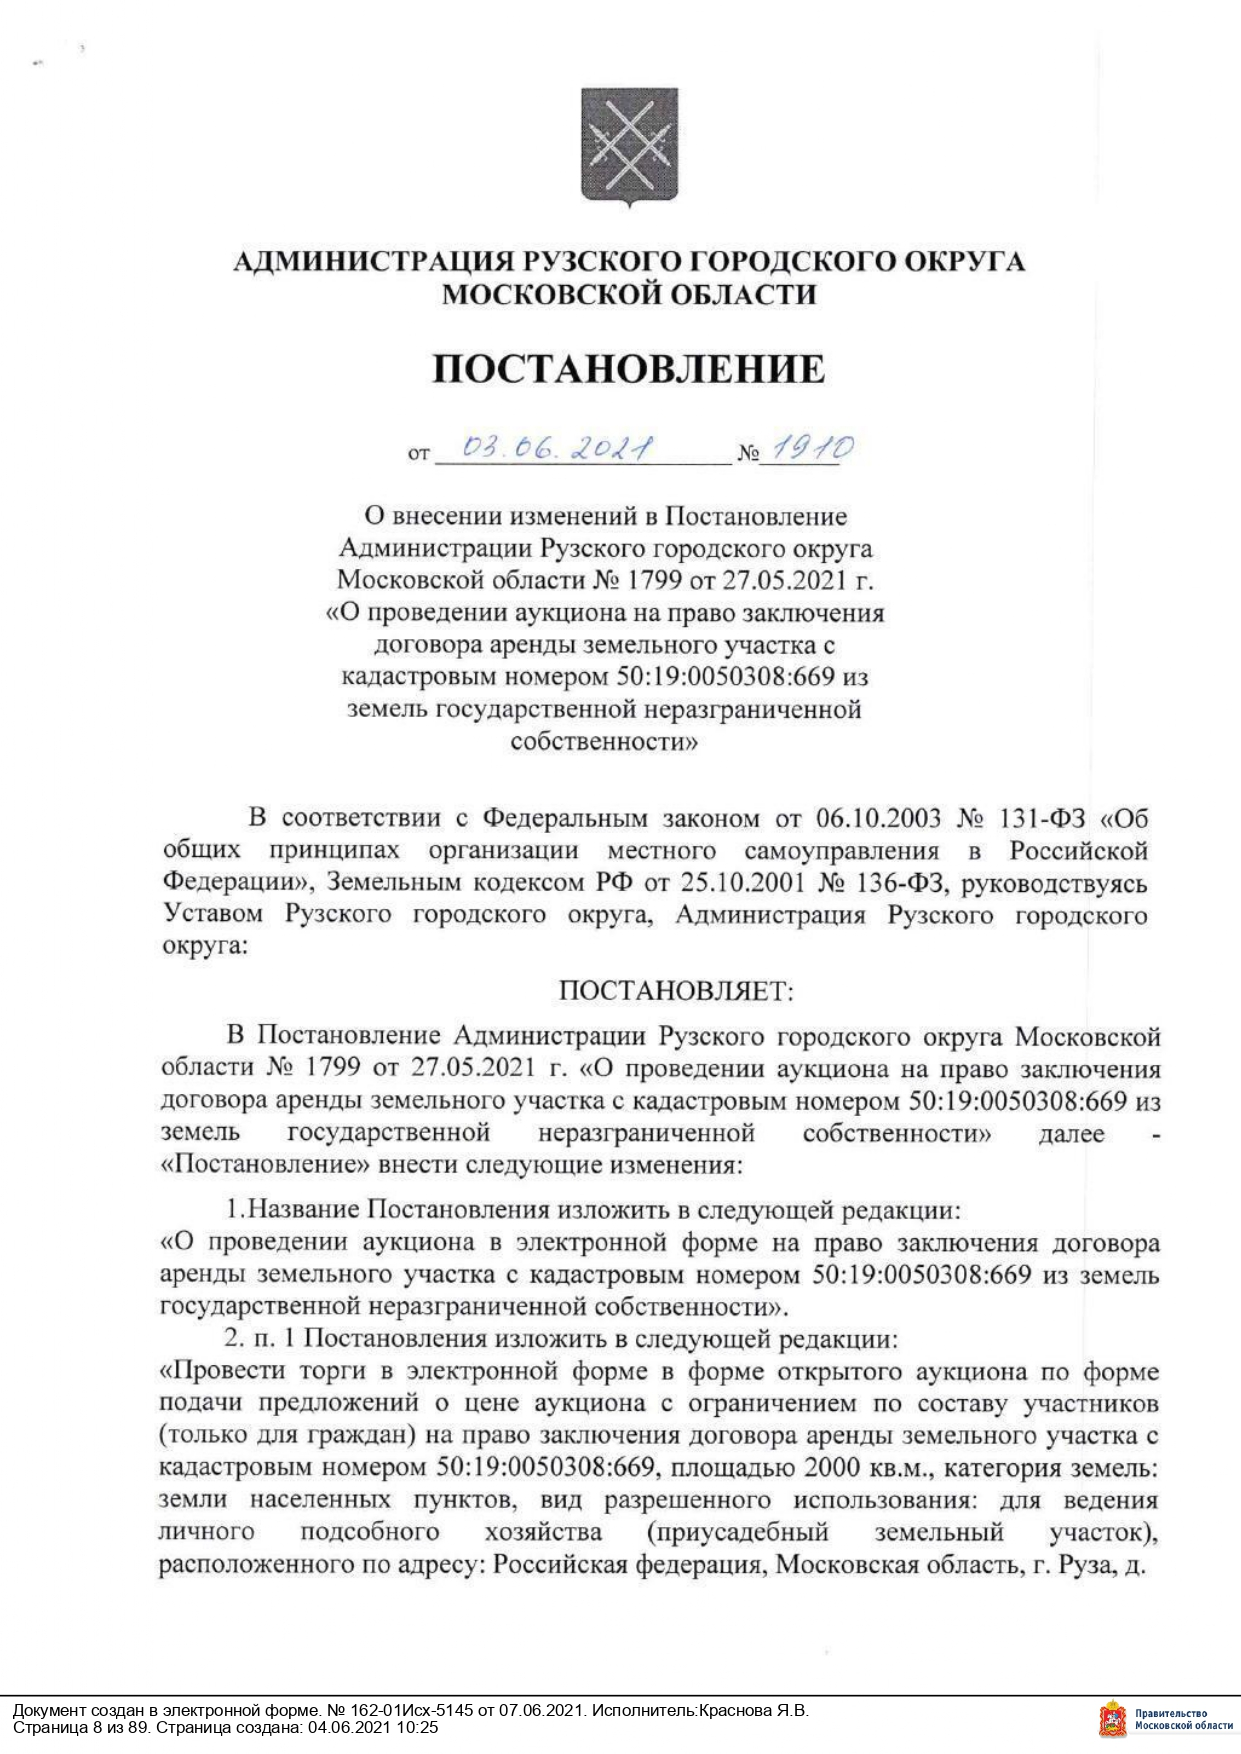 АДМИНИСТРАЦИЯ РУЗСКОГО ГОРОДСКОГО ОКРУГА
МОСКОВСКОЙ ОБЛАСТИ
ПОСТАНОВЛЕНИЕ
от 03.06.2021 № 1910
О внесении изменений в Постановление
Администрации Рузского городского округа
Московской области № 1799 от 27.05.2021 г.
«О проведении аукциона на право заключения
договора аренды земельного участка с
кадастровым номером 50:19:0050308:669 из
земель государственной неразграниченной
собственности»
В соответствии с Федеральным законом от 06.10.2003 № 131-ФЗ «Об
общих принципах организации местного самоуправления в Российской
Федерации», Земельным кодексом РФ от 25.10.2001 № 136-ФЗ, руководствуясь
Уставом Рузского городского округа, Администрация Рузского городского
округа:
ПОСТАНОВЛЯЕТ:
В Постановление Администрации Рузского городского округа Московской
области № 1799 от 27.05.2021 г. «О проведении аукциона на право заключения
договора аренды земельного участка с кадастровым номером 50:19:0050308:669 из
земель государственной неразграниченной собственности» далее -
«Постановление» внести следующие изменения:
1.Название Постановления изложить в следующей редакции:
«О проведении аукциона в электронной форме на право заключения договора
аренды земельного участка с кадастровым номером 50:19:0050308:669 из земель
государственной неразграниченной собственности».
2. п. 1 Постановления изложить в следующей редакции:
«Провести торги в электронной форме в форме открытого аукциона по форме
подачи предложений о цене аукциона с ограничением по составу участников
(только для граждан) на право заключения договора аренды земельного участка с
кадастровым номером 50:19:0050308:669, площадью 2000 кв.м., категория земель:
земли населенных пунктов, вид разрешенного использования: для ведения
личного подсобного хозяйства (приусадебный земельный участок),
расположенного по адресу: Российская федерация, Московская область, г. Руза, д.
Документ создан в электронной форме. № 162-01Исх-5145 от 07.06.2021. Исполнитель:Краснова Я.В.
Страница 8 из 89. Страница создана: 04.06.2021 10:25
Правительство
Московской области